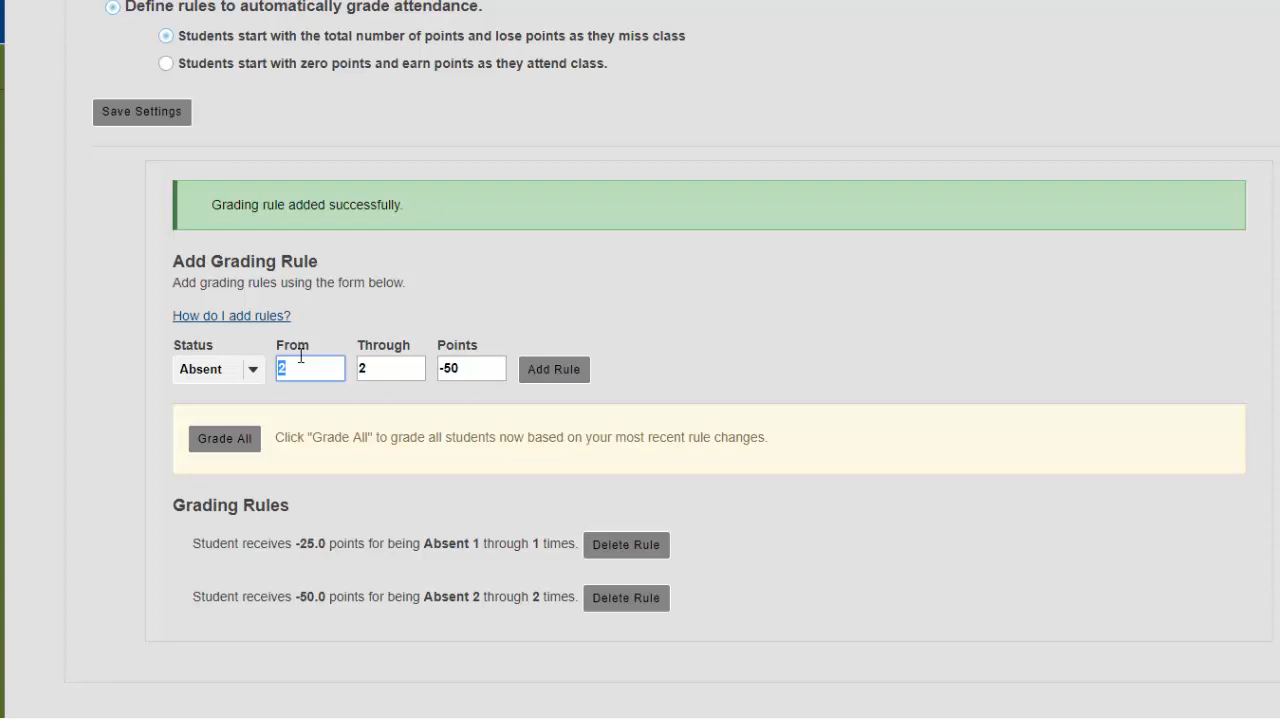 Define rules to automatically grade attendance.
Students start with the total number of points and lose points as they miss class
Students start with zero points and earn points as they attend class.
Save Settings
Grading rule added successfully.
Add Grading Rule
Add grading rules using the form below.
How do I add rules?
Status From Through Points
Absent 2 2 -50 Add Rule
Grade All Click "Grade All" to grade all students now based on your most recent rule changes.
Grading Rules
Student receives -25.0 points for being Absent 1 through 1 times. Delete Rule
Student receives -50.0 points for being Absent 2 through 2 times. Delete Rule